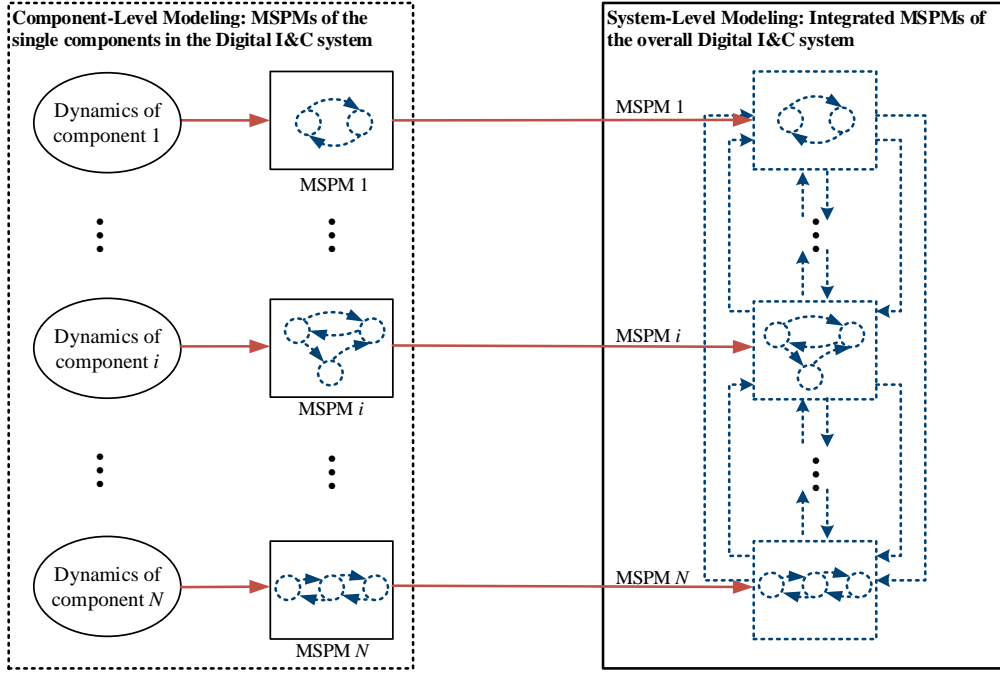 Component-Level Modeling: MSPMs of the
single components in the Digital I&C system
System-Level Modeling: Integrated MSPMs of
the overall Digital I&C system
Dynamics of
component 1
MSPM 1
MSPM 1
Dynamics of
component i
MSPM i
MSPM i
Dynamics of
component N
MSPM N
MSPM N